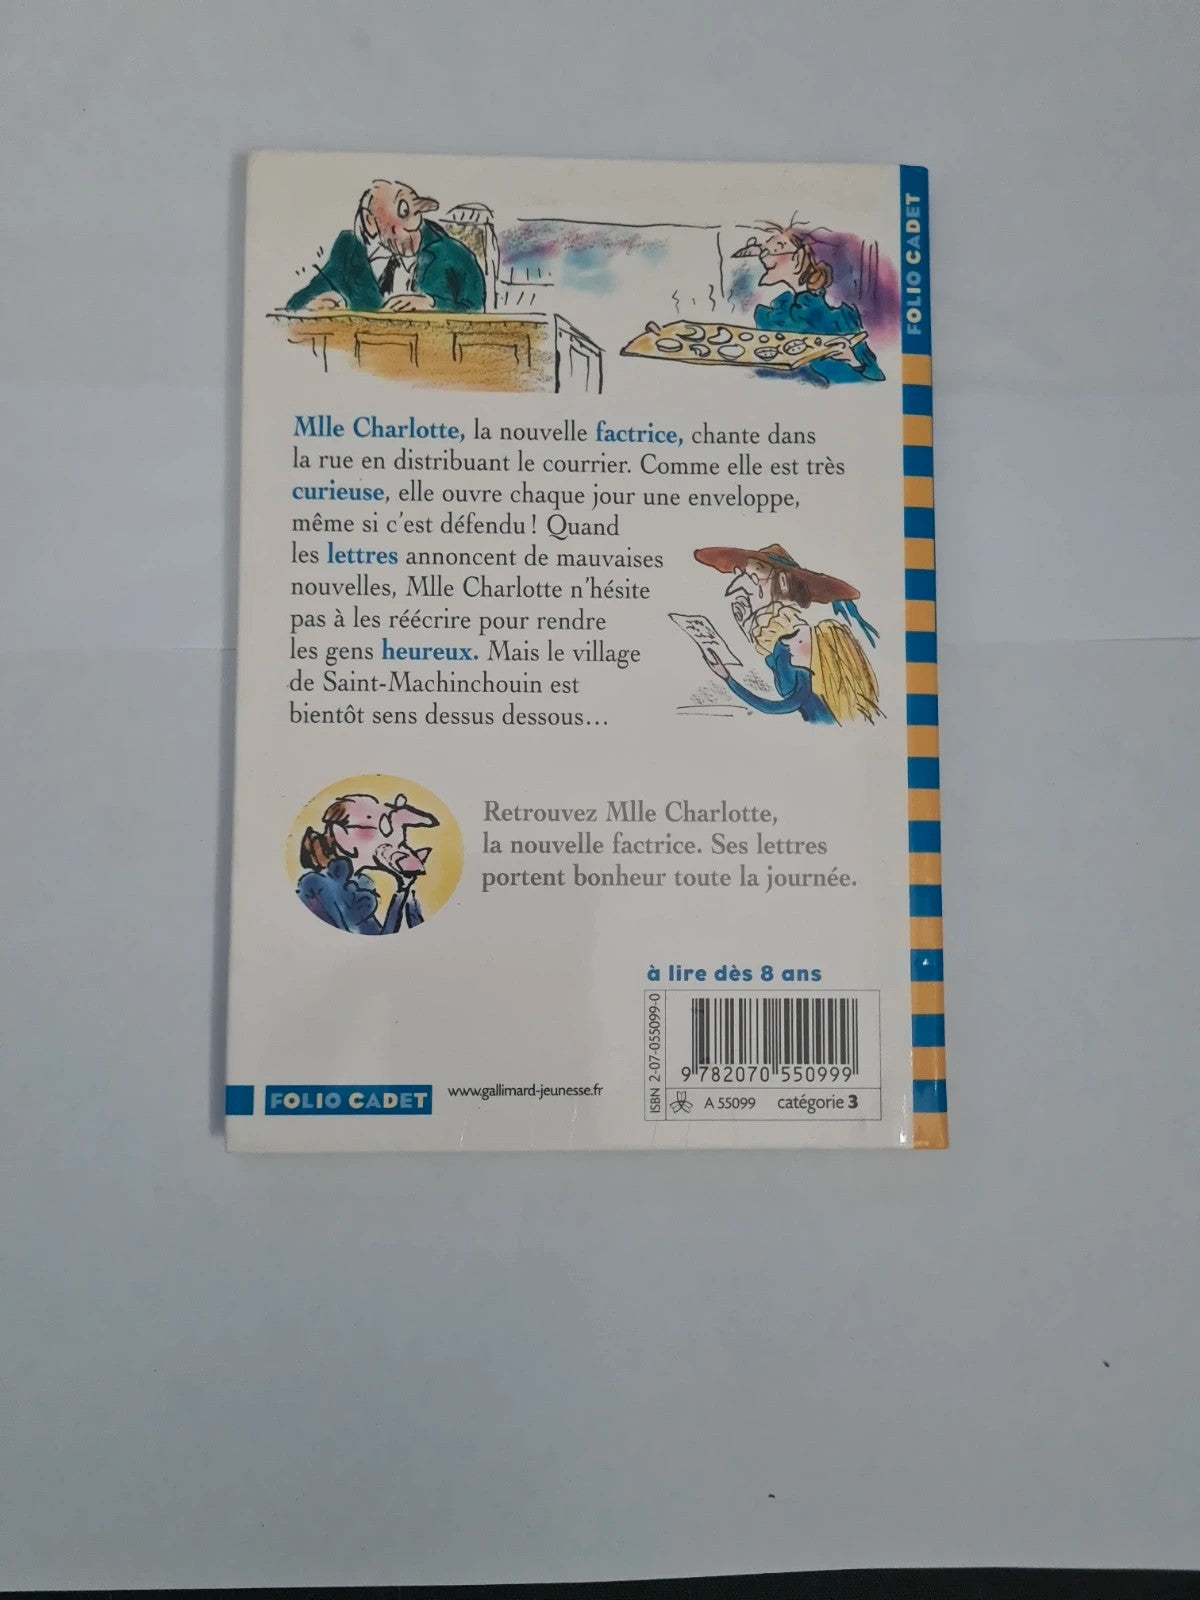 FOLIO CADET
Mlle Charlotte, la nouvelle factrice, chante dans
la rue en distribuant le courrier. Comme elle est très
curieuse, elle ouvre chaque jour une enveloppe,
même si c'est défendu ! Quand
les lettres annoncent de mauvaises
nouvelles, Mlle Charlotte n'hésite
pas à les réécrire pour rendre
les gens heureux. Mais le village
de Saint-Machinchouin est
bientôt sens dessus dessous...
Retrouvez Mlle Charlotte,
la nouvelle factrice. Ses lettres
portent bonheur toute la journée.
à lire dès 8 ans
ISBN 2-07-055099-0
9 782070 550999
A 55099 catégorie 3
FOLIO CADET
www.gallimard-jeunesse.fr